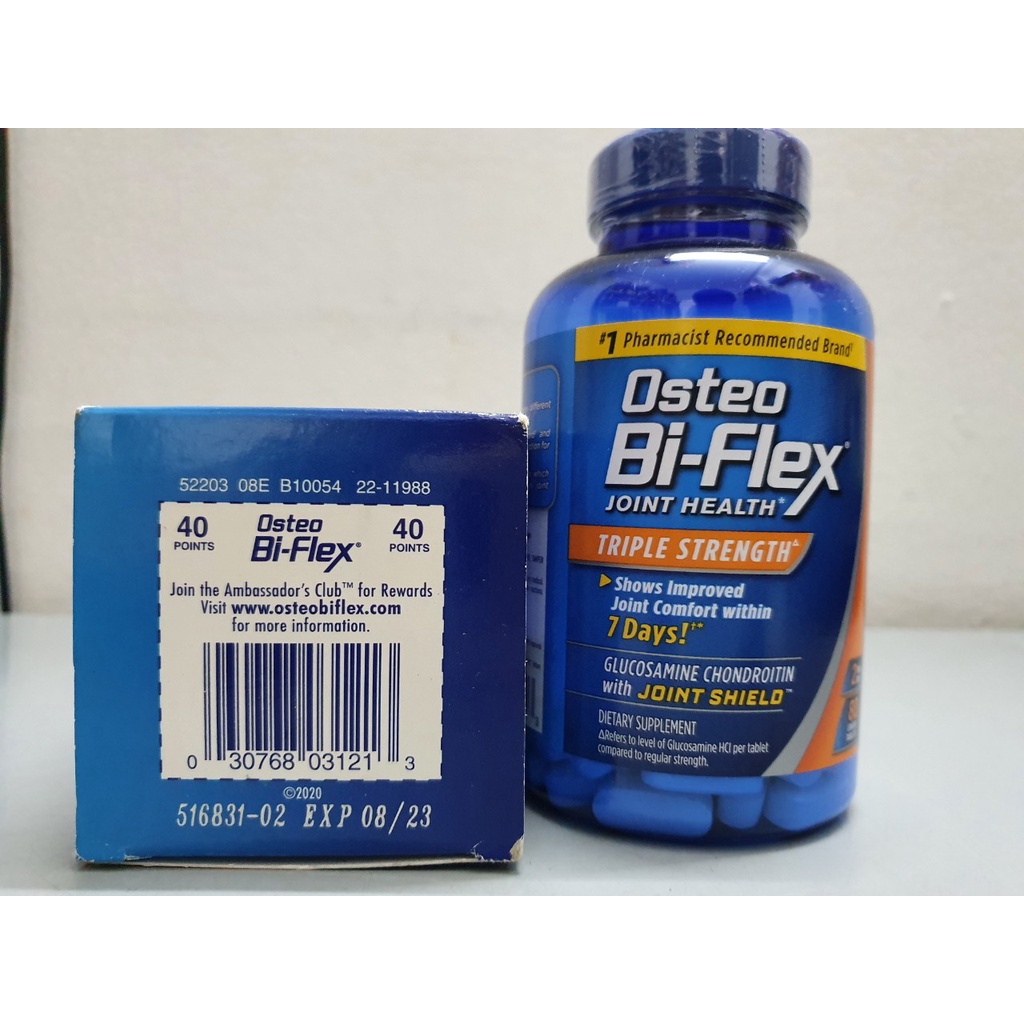 52203 08E B10054 22-11988
40 POINTS
Osteo
Bi-Flex®
40 POINTS
Join the Ambassador's Club™ for Rewards
Visit www.osteobiflex.com
for more information.
0 30768 03121 3
©2020
516831-02 EXP 08/23
#1 Pharmacist Recommended Brand†
Osteo
Bi-Flex®
JOINT HEALTH*
TRIPLE STRENGTH△
Shows Improved
Joint Comfort within
7 Days!†*
GLUCOSAMINE CHONDROITIN
with JOINT SHIELD™
DIETARY SUPPLEMENT
△Refers to level of Glucosamine HCl per tablet
compared to regular strength.